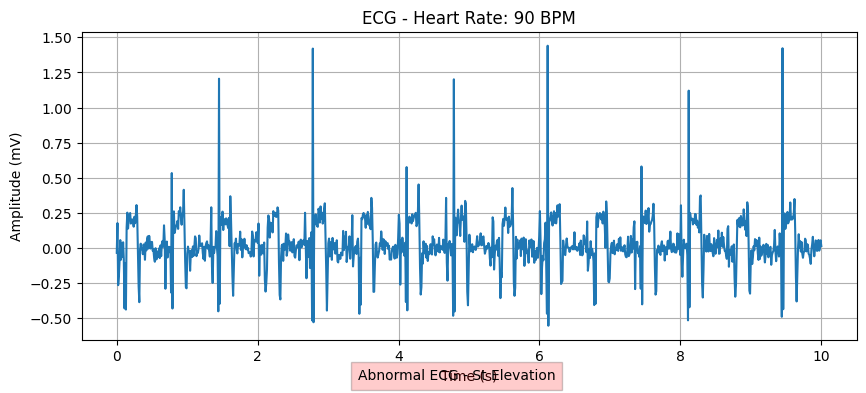 ECG - Heart Rate: 90 BPM
Amplitude (mV)
1.50
1.25
1.00
0.75
0.50
0.25
0.00
−0.25
−0.50
0 2 4 6 8 10
Time (s)
Abnormal ECG - St Elevation